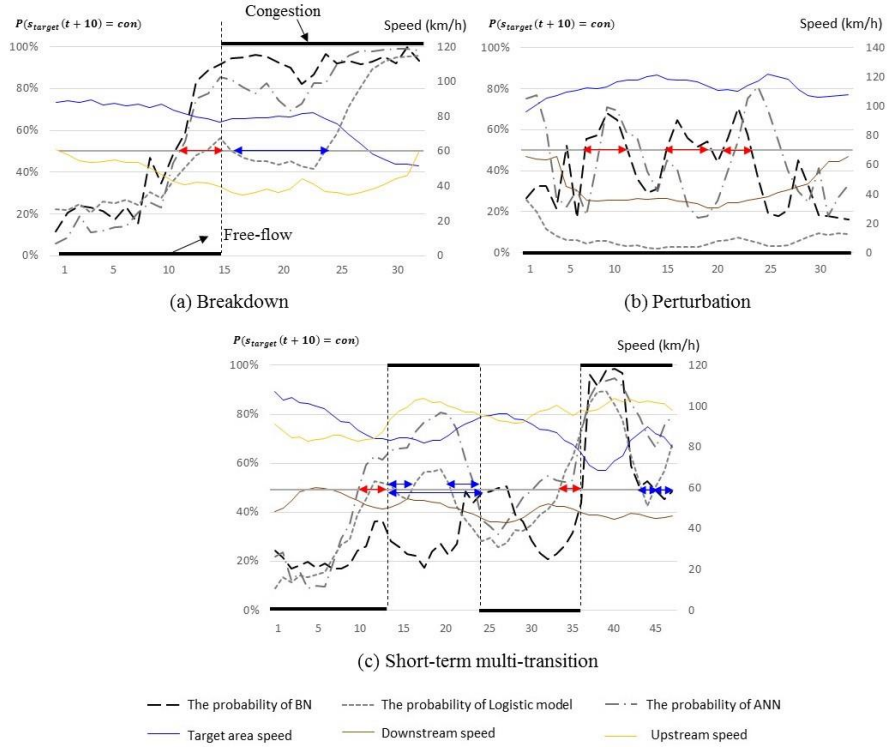 P(s_target(t + 10) = con)
Congestion
Speed (km/h)
100% 80% 60% 40% 20% 0%
120 100 80 60 40 20 0
Free-flow
1 5 10 15 20 25 30
(a) Breakdown
P(s_target(t + 10) = con)
Speed (km/h)
100% 80% 60% 40% 20% 0%
140 120 100 80 60 40 20 0
1 5 10 15 20 25 30
(b) Perturbation
P(s_target(t + 10) = con)
Speed (km/h)
100% 80% 60% 40% 20% 0%
120 100 80 60 40 20 0
1 5 10 15 20 25 30 35 40 45
(c) Short-term multi-transition
The probability of BN
The probability of Logistic model
The probability of ANN
Target area speed
Downstream speed
Upstream speed